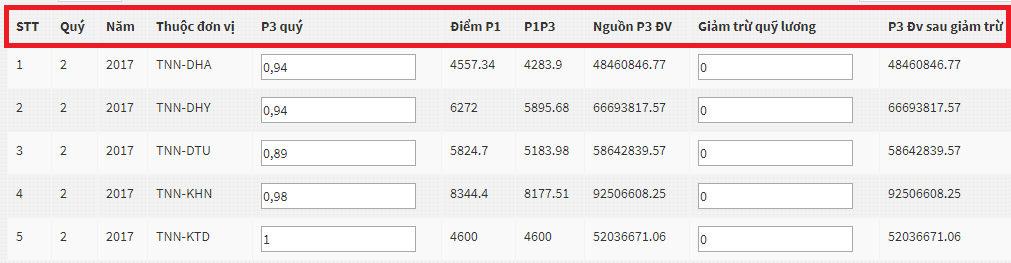 STT Quý Năm Thuộc đơn vị P3 quý Điểm P1 P1P3 Nguồn P3 ĐV Giảm trừ quỹ lương P3 Đv sau giảm trừ
1 2 2017 TNN-DHA 0,94 4557.34 4283.9 48460846.77 0 48460846.77
2 2 2017 TNN-DHY 0,94 6272 5895.68 66693817.57 0 66693817.57
3 2 2017 TNN-DTU 0,89 5824.7 5183.98 58642839.57 0 58642839.57
4 2 2017 TNN-KHN 0,98 8344.4 8177.51 92506608.25 0 92506608.25
5 2 2017 TNN-KTD 1 4600 4600 52036671.06 0 52036671.06